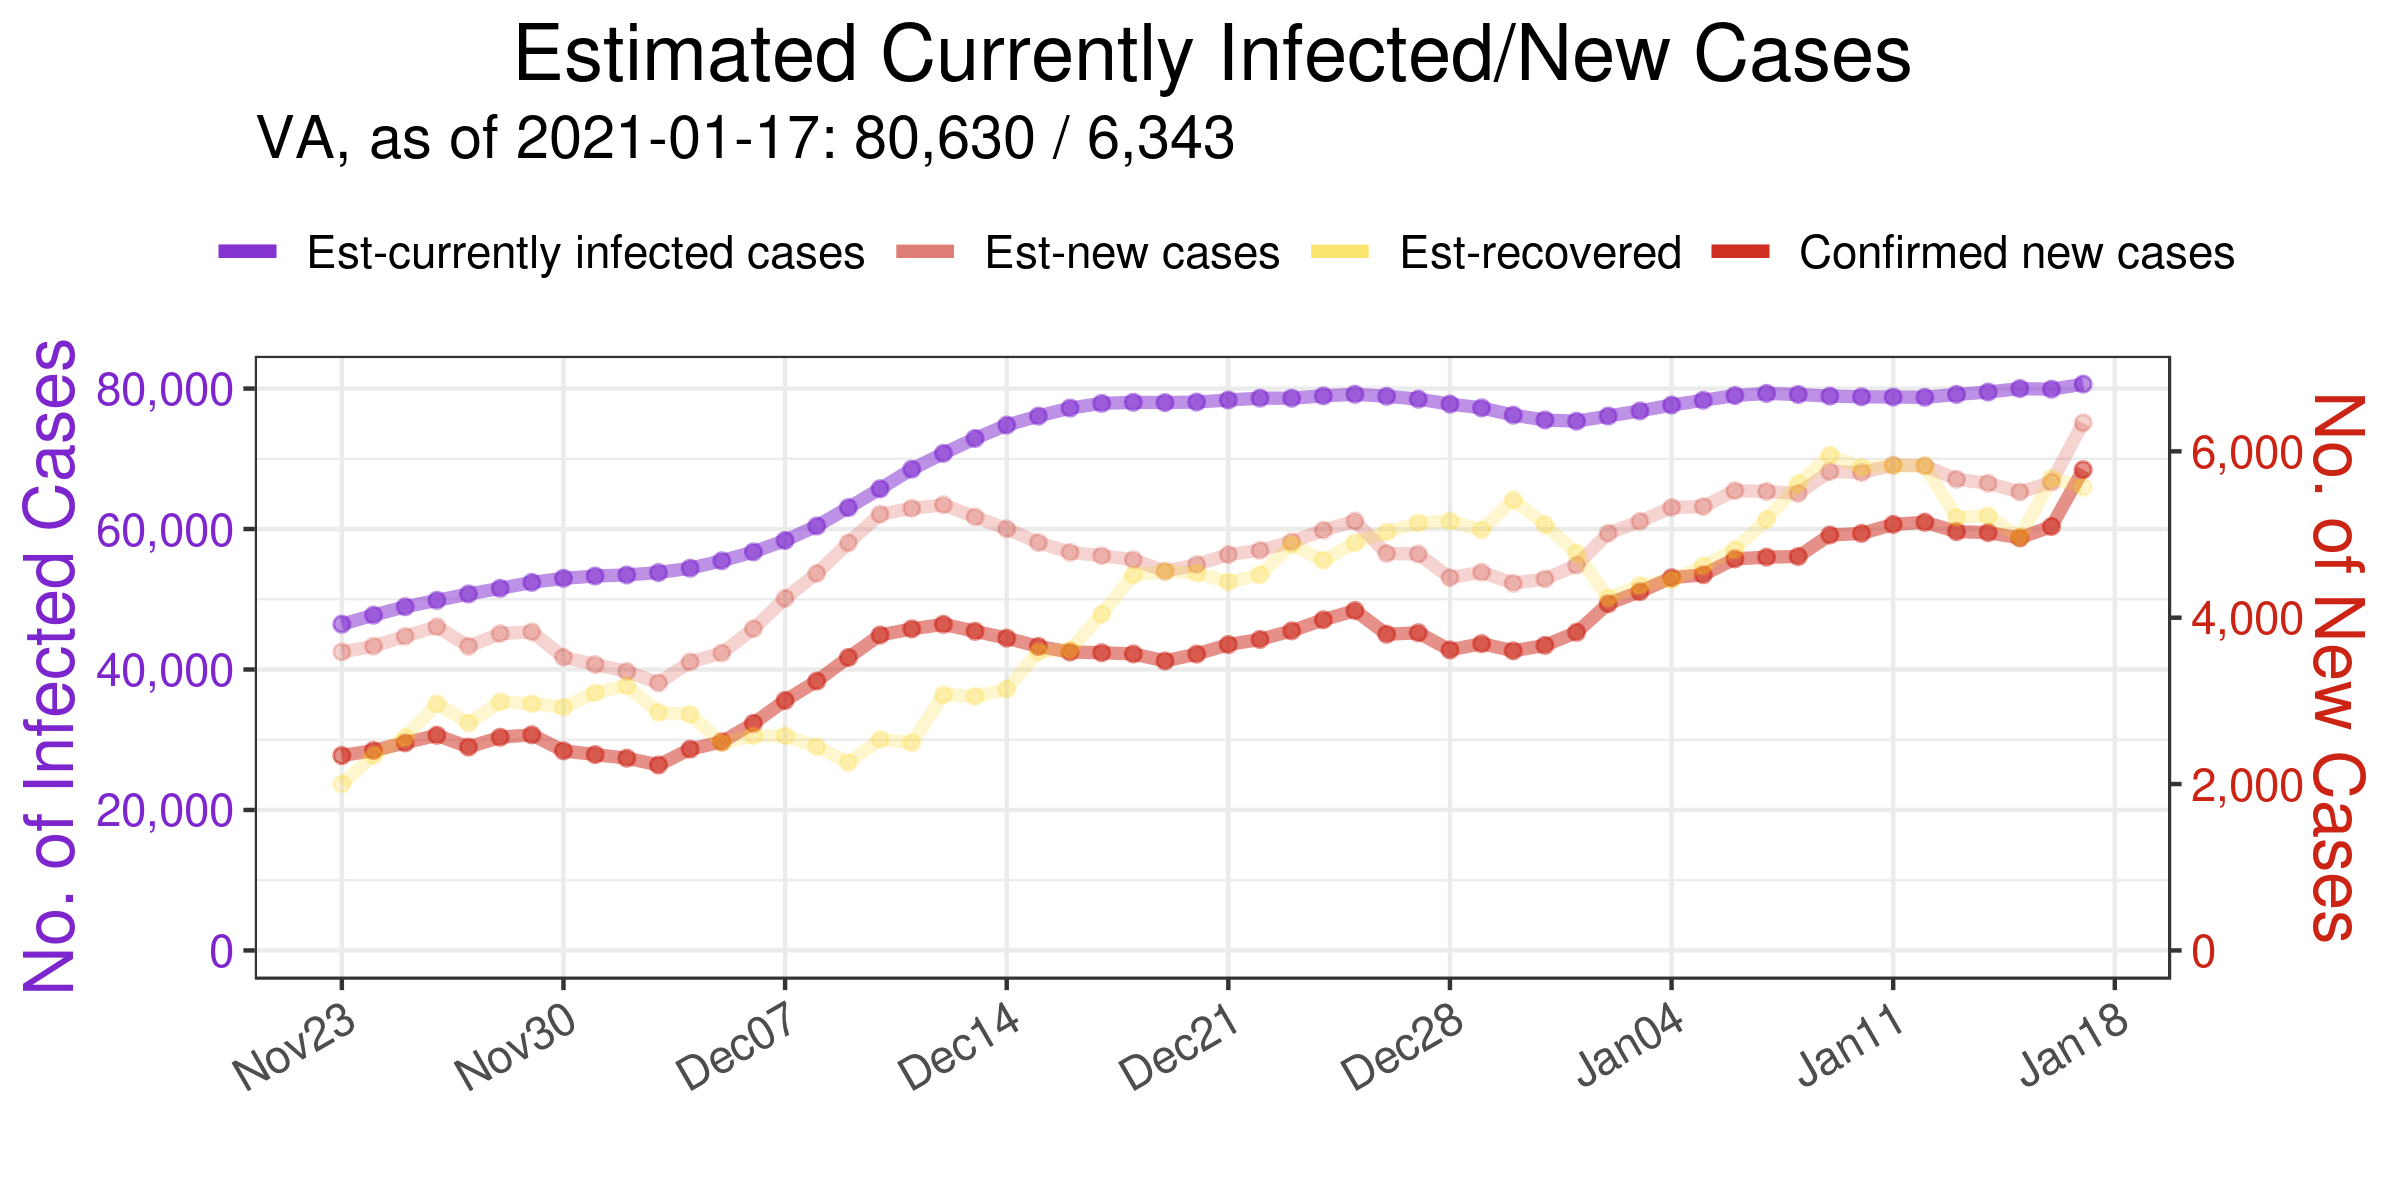 Estimated Currently Infected/New Cases
VA, as of 2021-01-17: 80,630 / 6,343
Est-currently infected cases Est-new cases Est-recovered Confirmed new cases
No. of Infected Cases
80,000
60,000
40,000
20,000
0
6,000
4,000
2,000
0
No. of New Cases
Nov23 Nov30 Dec07 Dec14 Dec21 Dec28 Jan04 Jan11 Jan18